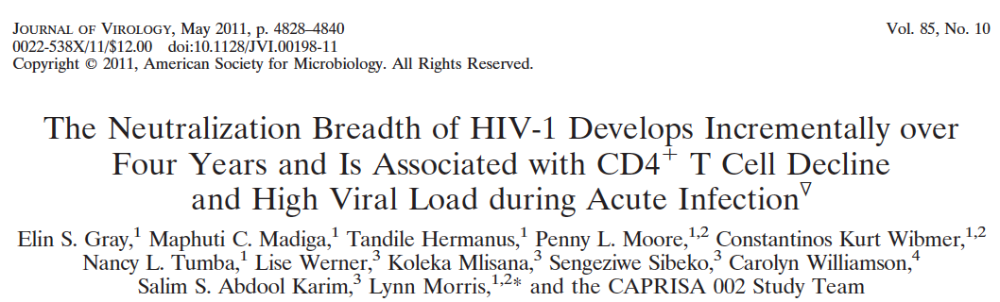 JOURNAL OF VIROLOGY, May 2011, p. 4828–4840
Vol. 85, No. 10
0022-538X/11/$12.00 doi:10.1128/JVI.00198-11
Copyright © 2011, American Society for Microbiology. All Rights Reserved.
The Neutralization Breadth of HIV-1 Develops Incrementally over
Four Years and Is Associated with CD4⁺ T Cell Decline
and High Viral Load during Acute Infection∇
Elin S. Gray,¹ Maphuti C. Madiga,¹ Tandile Hermanus,¹ Penny L. Moore,¹,² Constantinos Kurt Wibmer,¹,²
Nancy L. Tumba,¹ Lise Werner,³ Koleka Mlisana,³ Sengeziwe Sibeko,³ Carolyn Williamson,⁴
Salim S. Abdool Karim,³ Lynn Morris,¹,²* and the CAPRISA 002 Study Team